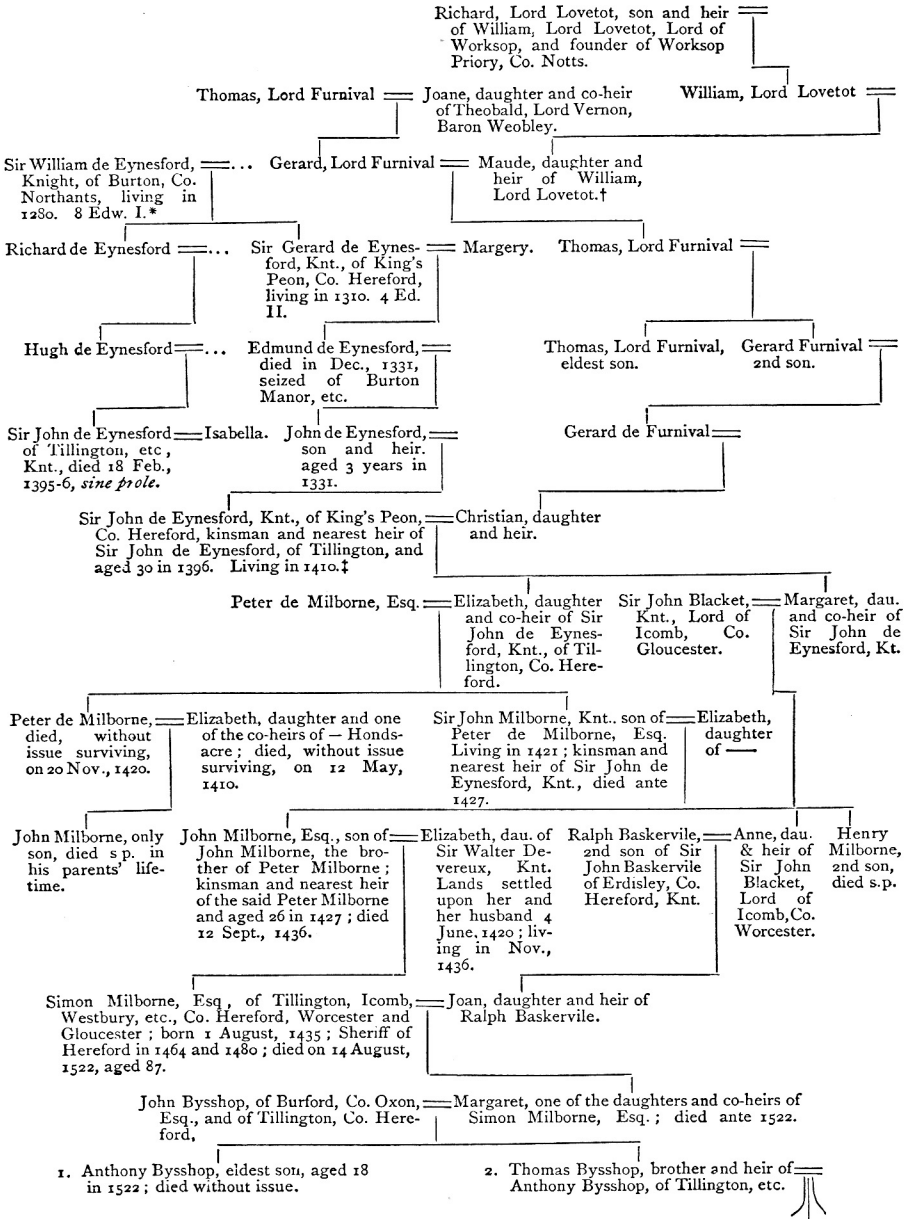 Richard, Lord Lovetot, son and heir
of William, Lord Lovetot, Lord of
Worksop, and founder of Worksop
Priory, Co. Notts.
Thomas, Lord Furnival
Joane, daughter and co-heir
of Theobald, Lord Vernon,
Baron Weobley.
William, Lord Lovetot
Sir William de Eynesford,
Knight, of Burton, Co.
Northants, living in
1280. 8 Edw. I.*
...
Gerard, Lord Furnival
Maude, daughter and
heir of William,
Lord Lovetot.†
Richard de Eynesford
...
Sir Gerard de Eynes-
ford, Knt., of King's
Peon, Co. Hereford,
living in 1310. 4 Ed.
II.
Margery.
Thomas, Lord Furnival
Hugh de Eynesford
...
Edmund de Eynesford,
died in Dec., 1331,
seized of Burton
Manor, etc.
Thomas, Lord Furnival,
eldest son.
Gerard Furnival
2nd son.
Sir John de Eynesford
of Tillington, etc,
Knt., died 18 Feb.,
1395-6, sine prole.
Isabella.
John de Eynesford,
son and heir.
aged 3 years in
1331.
Gerard de Furnival
Sir John de Eynesford, Knt., of King's Peon,
Co. Hereford, kinsman and nearest heir of
Sir John de Eynesford, of Tillington, and
aged 30 in 1396. Living in 1410.‡
Christian, daughter
and heir.
Peter de Milborne, Esq.
Elizabeth, daughter
and co-heir of Sir
John de Eynes-
ford, Knt., of Til-
lington, Co. Here-
ford.
Sir John Blacket,
Knt., Lord of
Icomb, Co.
Gloucester.
Margaret, dau.
and co-heir of
Sir John de
Eynesford, Kt.
Peter de Milborne,
died, without
issue surviving,
on 20 Nov., 1420.
Elizabeth, daughter and one
of the co-heirs of — Honds-
acre; died, without issue
surviving, on 12 May,
1410.
Sir John Milborne, Knt.. son of
Peter de Milborne, Esq.
Living in 1421; kinsman and
nearest heir of Sir John de
Eynesford, Knt., died ante
1427.
Elizabeth,
daughter
of —
John Milborne, only
son, died s p. in
his parents' life-
time.
John Milborne, Esq., son of
John Milborne, the bro-
ther of Peter Milborne;
kinsman and nearest heir
of the said Peter Milborne
and aged 26 in 1427; died
12 Sept., 1436.
Elizabeth, dau. of
Sir Walter De-
vereux, Knt.
Lands settled
upon her and
her husband 4
June, 1420; liv-
ing in Nov.,
1436.
Ralph Baskervile,
2nd son of Sir
John Baskervile
of Erdisley, Co.
Hereford, Knt.
Anne, dau.
& heir of
Sir John
Blacket,
Lord of
Icomb,Co.
Worcester.
Henry
Milborne,
2nd son,
died s.p.
Simon Milborne, Esq, of Tillington, Icomb,
Westbury, etc., Co. Hereford, Worcester and
Gloucester; born 1 August, 1435; Sheriff of
Hereford in 1464 and 1480; died on 14 August,
1522, aged 87.
Joan, daughter and heir of
Ralph Baskervile.
John Bysshop, of Burford, Co. Oxon,
Esq., and of Tillington, Co. Here-
ford,
Margaret, one of the daughters and co-heirs of
Simon Milborne, Esq.; died ante 1522.
1. Anthony Bysshop, eldest son, aged 18
in 1522; died without issue.
2. Thomas Bysshop, brother and heir of
Anthony Bysshop, of Tillington, etc.